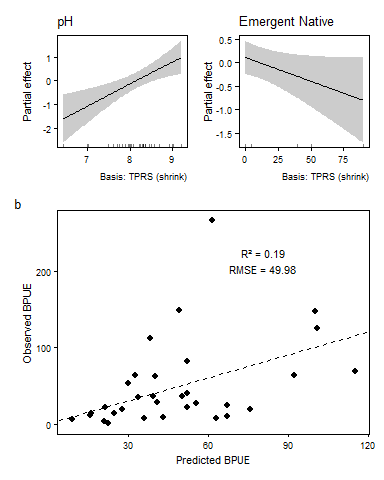 pH
Emergent Native
Partial effect
1
0
-1
-2
7
8
9
Basis: TPRS (shrink)
Partial effect
0.5
0.0
-0.5
-1.0
-1.5
0
25
50
75
Basis: TPRS (shrink)
b
Observed BPUE
200
100
0
R² = 0.19
RMSE = 49.98
30
60
90
120
Predicted BPUE